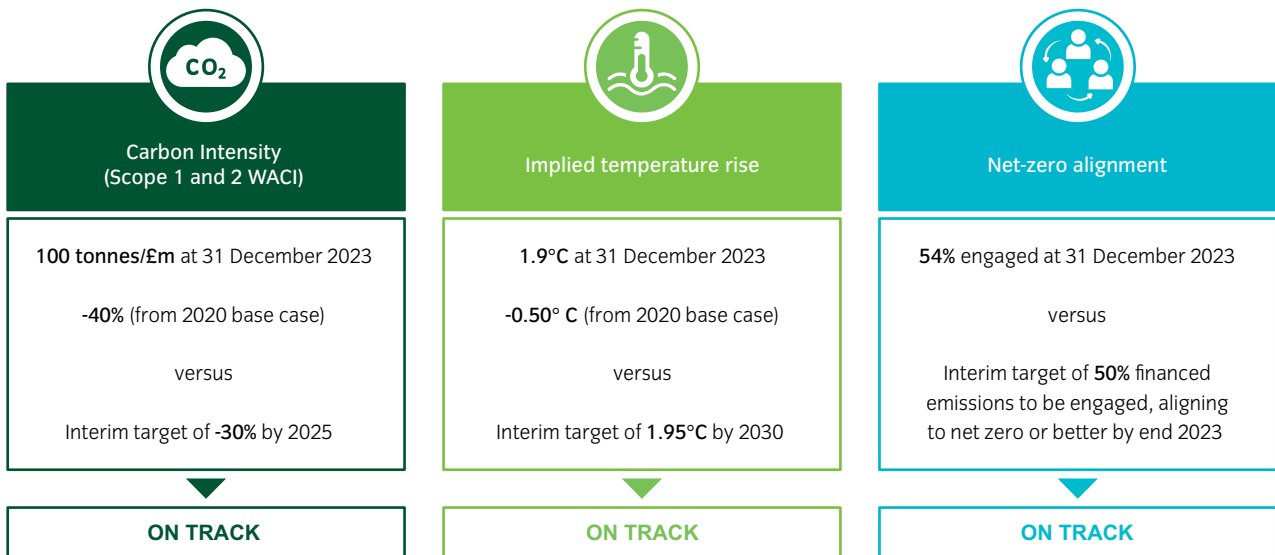 CO₂
Carbon Intensity
(Scope 1 and 2 WACI)
100 tonnes/£m at 31 December 2023
-40% (from 2020 base case)
versus
Interim target of -30% by 2025
ON TRACK
Implied temperature rise
1.9°C at 31 December 2023
-0.50° C (from 2020 base case)
versus
Interim target of 1.95°C by 2030
ON TRACK
Net-zero alignment
54% engaged at 31 December 2023
versus
Interim target of 50% financed
emissions to be engaged, aligning
to net zero or better by end 2023
ON TRACK